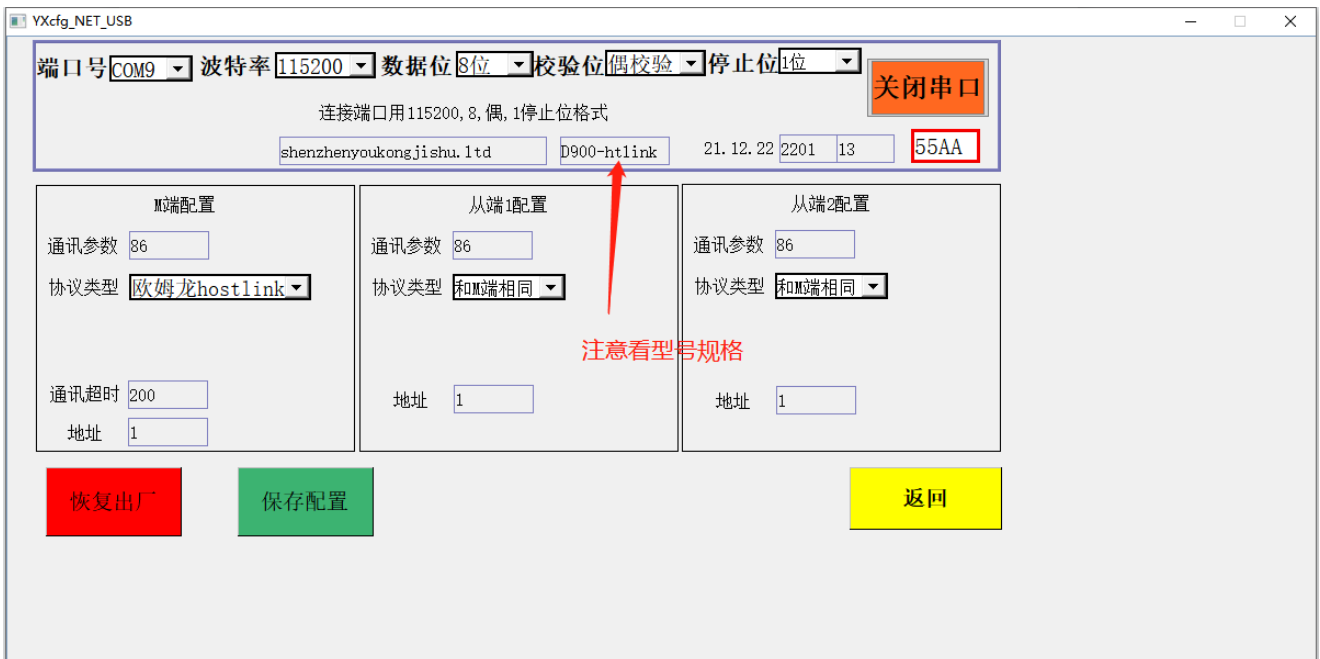 YXcfg_NET_USB
端口号 COM9 波特率 115200 数据位 8位 校验位 偶校验 停止位 1位
关闭串口
连接端口用115200,8,偶,1停止位格式
shenzhenyoukongjishu.ltd D900-htlink 21.12.22 2201 13 55AA
M端配置
通讯参数 86
协议类型 欧姆龙hostlink
通讯超时 200
地址 1
从端1配置
通讯参数 86
协议类型 和M端相同
地址 1
从端2配置
通讯参数 86
协议类型 和M端相同
地址 1
注意看型号规格
恢复出厂 保存配置 返回